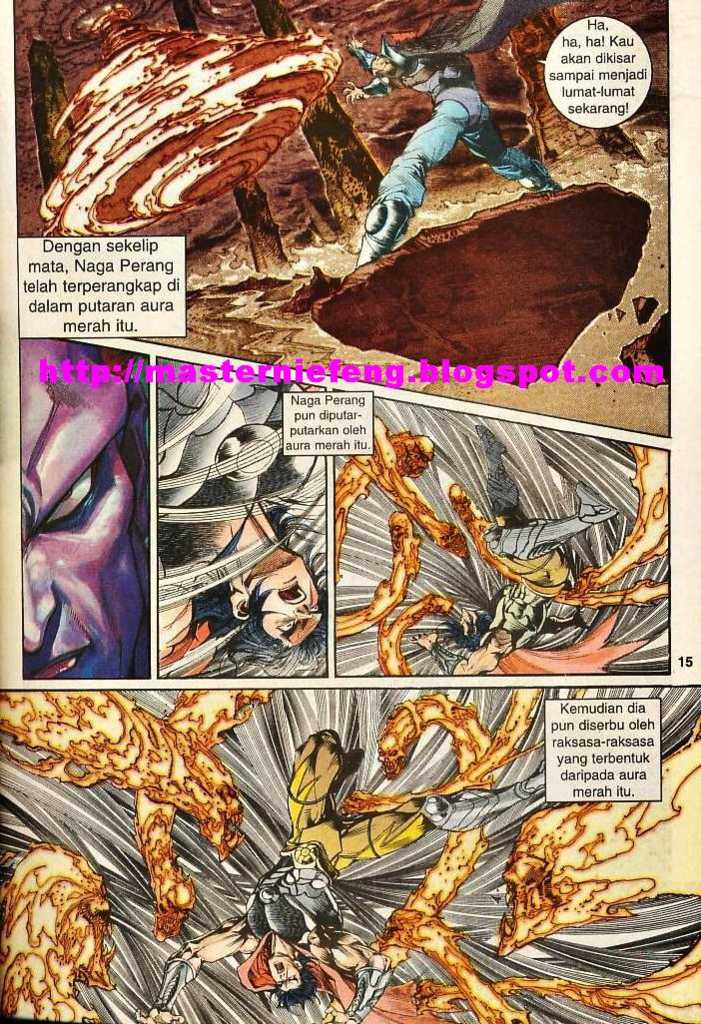 Ha,
ha, ha! Kau
akan dikisar
sampai menjadi
lumat-lumat
sekarang!
Dengan sekelip
mata, Naga Perang
telah terperangkap di
dalam putaran aura
merah itu.
http://masterniefeng.blogspot.com
Naga Perang
pun diputar-
putarkan oleh
aura merah itu.
15
Kemudian dia
pun diserbu oleh
raksasa-raksasa
yang terbentuk
daripada aura
merah itu.